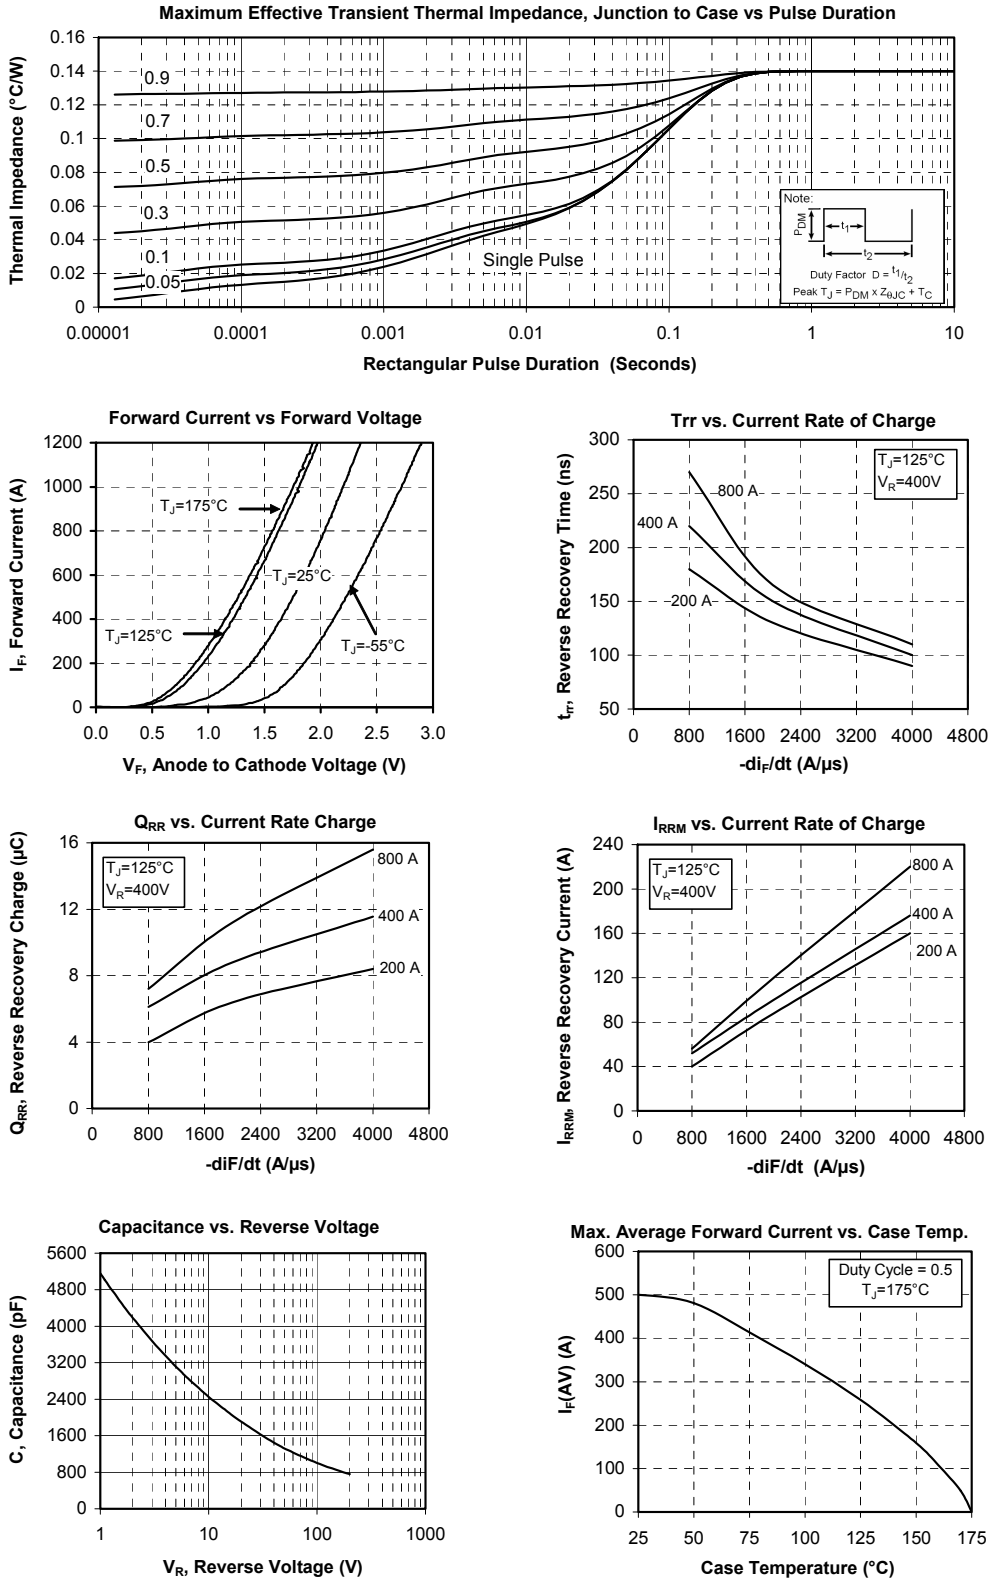 Maximum Effective Transient Thermal Impedance, Junction to Case vs Pulse Duration
Thermal Impedance (°C/W)
0.16
0.14
0.12
0.1
0.08
0.06
0.04
0.02
0
0.9
0.7
0.5
0.3
0.1
0.05
Single Pulse
Note:
PDM
t1
t2
Duty Factor D = t1/t2
Peak TJ = PDM x ZθJC + TC
0.00001 0.0001 0.001 0.01 0.1 1 10
Rectangular Pulse Duration (Seconds)
Forward Current vs Forward Voltage
IF, Forward Current (A)
1200
1000
800
600
400
200
0
TJ=175°C
TJ=25°C
TJ=125°C
TJ=-55°C
0.0 0.5 1.0 1.5 2.0 2.5 3.0
VF, Anode to Cathode Voltage (V)
Trr vs. Current Rate of Charge
trr, Reverse Recovery Time (ns)
300
250
200
150
100
50
TJ=125°C
VR=400V
800 A
400 A
200 A
0 800 1600 2400 3200 4000 4800
-diF/dt (A/µs)
QRR vs. Current Rate Charge
QRR, Reverse Recovery Charge (µC)
16
12
8
4
0
TJ=125°C
VR=400V
800 A
400 A
200 A
0 800 1600 2400 3200 4000 4800
-diF/dt (A/µs)
IRRM vs. Current Rate of Charge
IRRM, Reverse Recovery Current (A)
240
200
160
120
80
40
0
TJ=125°C
VR=400V
800 A
400 A
200 A
0 800 1600 2400 3200 4000 4800
-diF/dt (A/µs)
Capacitance vs. Reverse Voltage
C, Capacitance (pF)
5600
4800
4000
3200
2400
1600
800
0
1 10 100 1000
VR, Reverse Voltage (V)
Max. Average Forward Current vs. Case Temp.
IF(AV) (A)
600
500
400
300
200
100
0
Duty Cycle = 0.5
TJ=175°C
25 50 75 100 125 150 175
Case Temperature (°C)